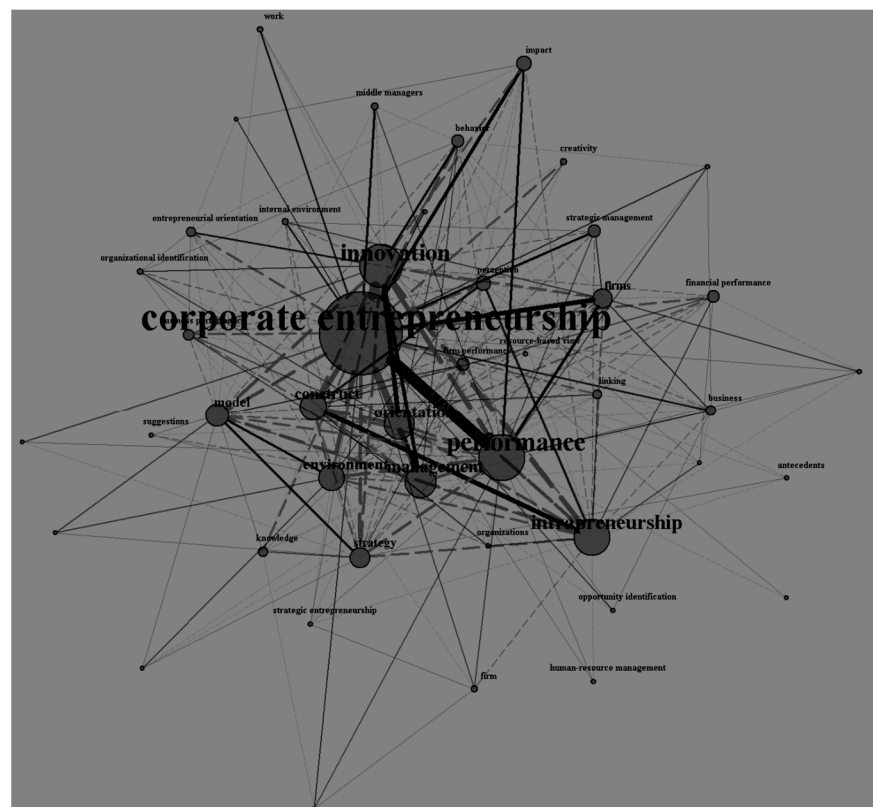 work
impact
middle managers
behavior
creativity
entrepreneurial orientation
internal environment
strategic management
innovation
organizational identification
perception
firms
financial performance
corporate entrepreneurship
resource-based view
firm performance
linking
construct
model
business
orientation
suggestions
performance
environment
management
antecedents
intrapreneurship
organizations
knowledge
strategy
opportunity identification
strategic entrepreneurship
human-resource management
firm